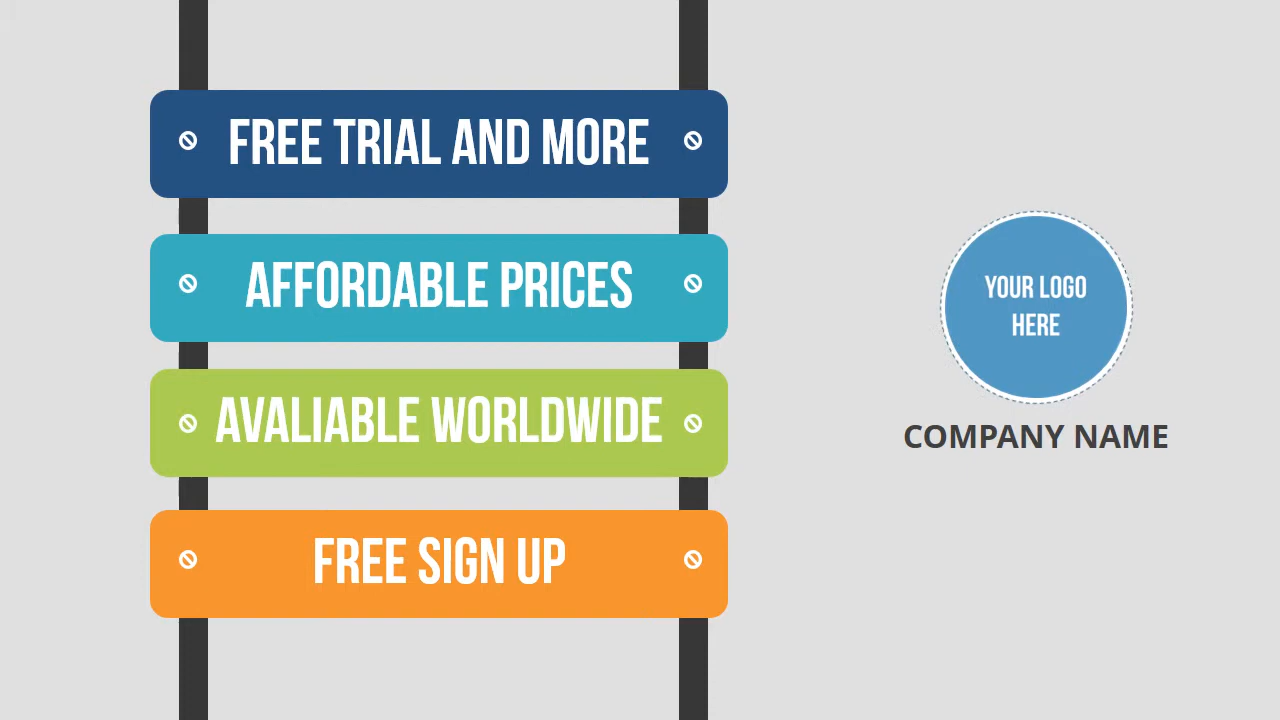 FREE TRIAL AND MORE
AFFORDABLE PRICES
AVALIABLE WORLDWIDE
FREE SIGN UP
YOUR LOGO
HERE
COMPANY NAME